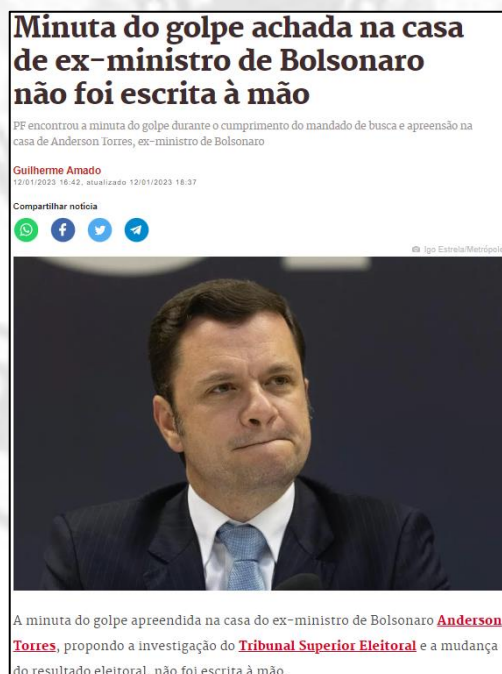 Minuta do golpe achada na casa
de ex-ministro de Bolsonaro
não foi escrita à mão
PF encontrou a minuta do golpe durante o cumprimento do mandado de busca e apreensão na
casa de Anderson Torres, ex-ministro de Bolsonaro
Guilherme Amado
12/01/2023 16:42, atualizado 12/01/2023 18:37
Compartilhar notícia
Igo Estrela/Metrópole
A minuta do golpe apreendida na casa do ex-ministro de Bolsonaro Anderson
Torres, propondo a investigação do Tribunal Superior Eleitoral e a mudança
do resultado eleitoral, não foi escrita à mão.